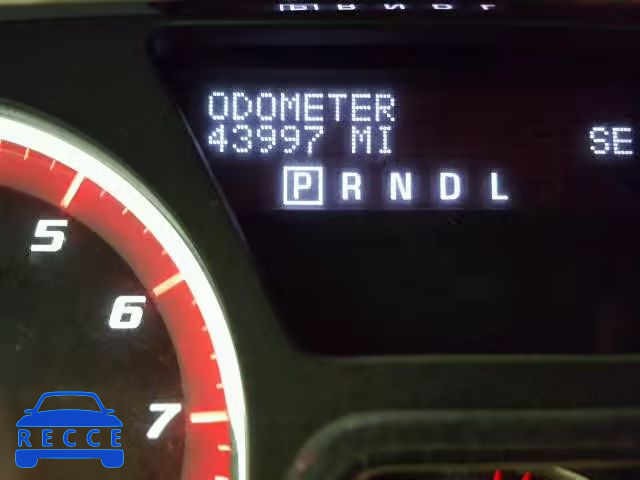 ODOMETER
43997 MI SE
P R N D L
5
6
7
RECCE